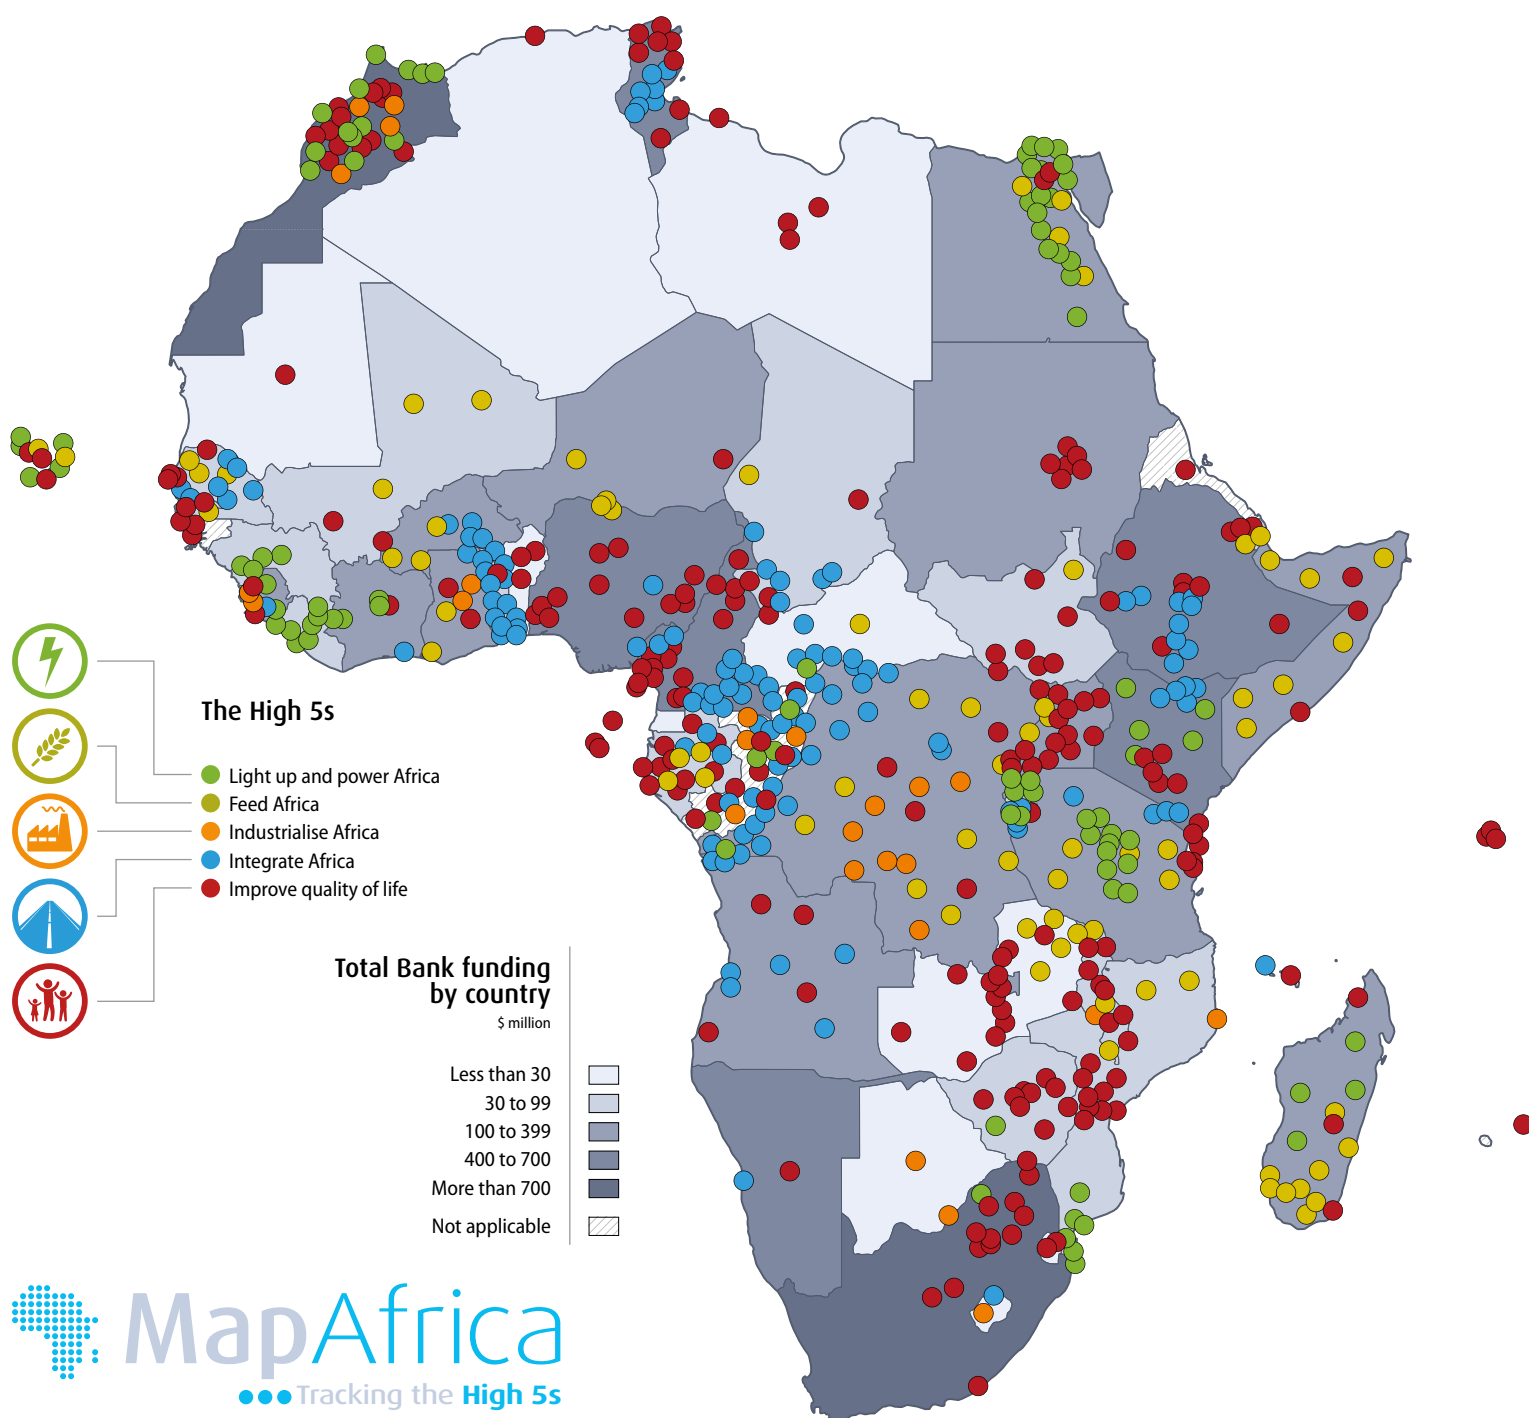 The High 5s
Light up and power Africa
Feed Africa
Industrialise Africa
Integrate Africa
Improve quality of life
Total Bank funding
by country
$ million
Less than 30
30 to 99
100 to 399
400 to 700
More than 700
Not applicable
MapAfrica
Tracking the High 5s